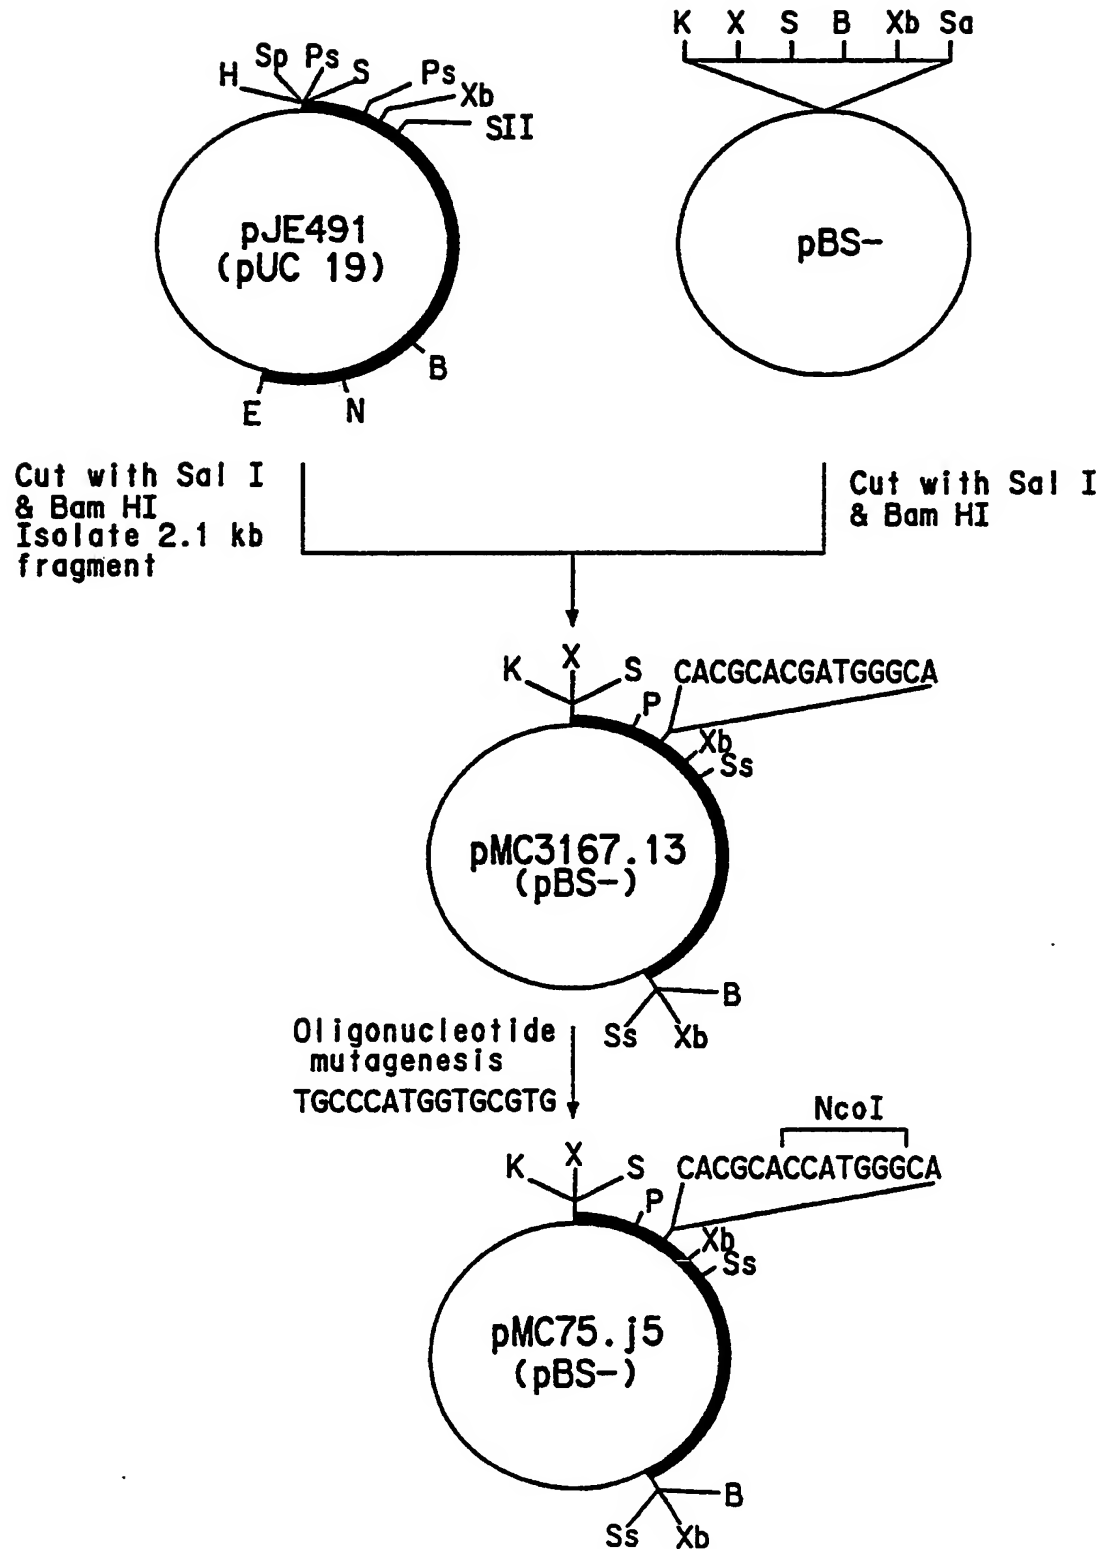 K X S B Xb Sa
H Sp Ps S Ps Xb SII
pJE491
(pUC 19)
B
E N
pBS-
Cut with Sal I
& Bam HI
Isolate 2.1 kb
fragment
Cut with Sal I
& Bam HI
K X S CACGCACGATGGGCA
P
Xb
Ss
pMC3167.13
(pBS-)
B
Ss Xb
Oligonucleotide
mutagenesis
TGCCCATGGTGCGTG
NcoI
K X S CACGCACCATGGGCA
P
Xb
Ss
pMC75.j5
(pBS-)
B
Ss Xb